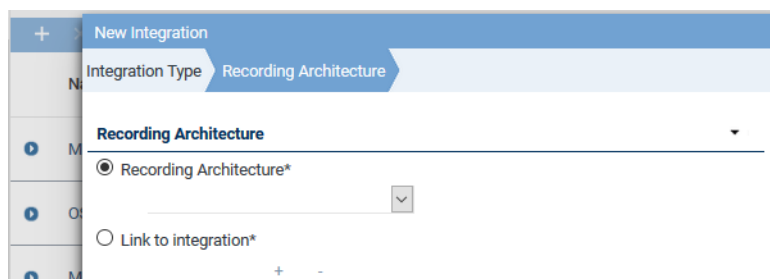 +
New Integration
Integration Type
Recording Architecture
Recording Architecture
Recording Architecture*
Link to integration*
+ -